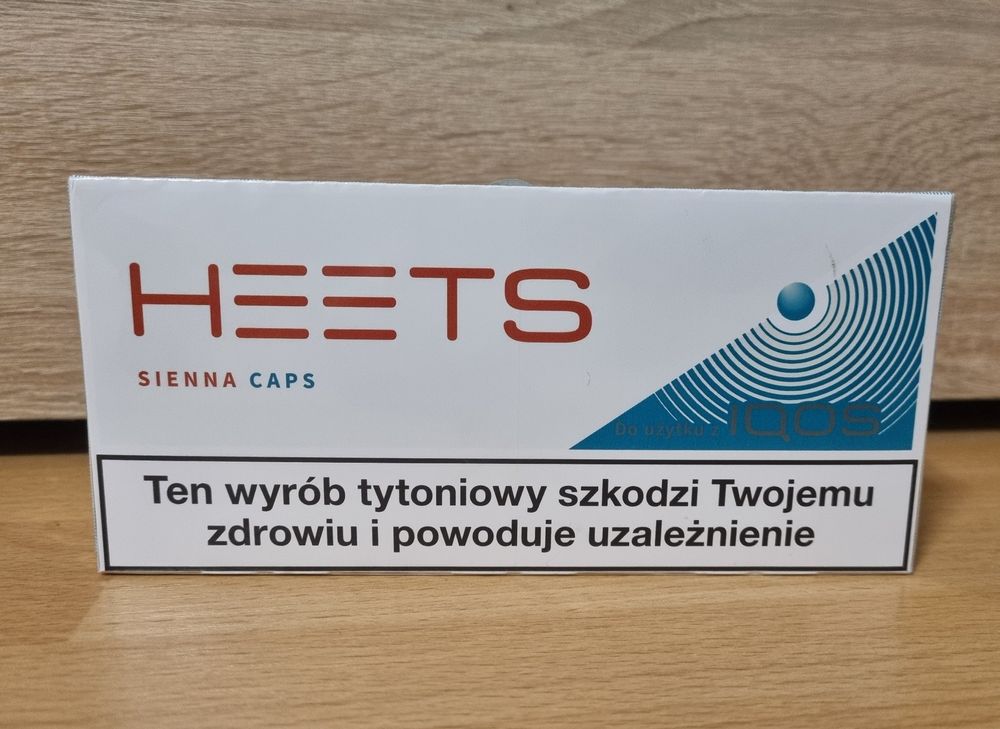 HEETS
SIENNA CAPS
Do użytku z IQOS
Ten wyrób tytoniowy szkodzi Twojemu
zdrowiu i powoduje uzależnienie